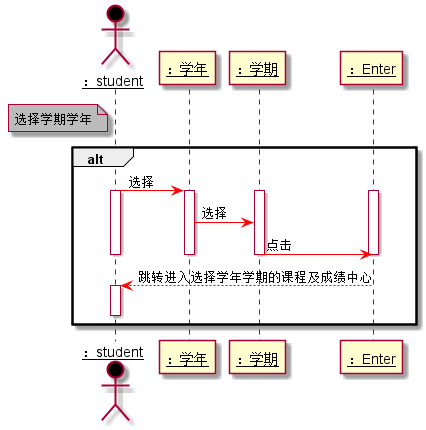 : student
: 学年
: 学期
: Enter
选择学期学年
alt
选择
选择
点击
跳转进入选择学年学期的课程及成绩中心
: student
: 学年
: 学期
: Enter